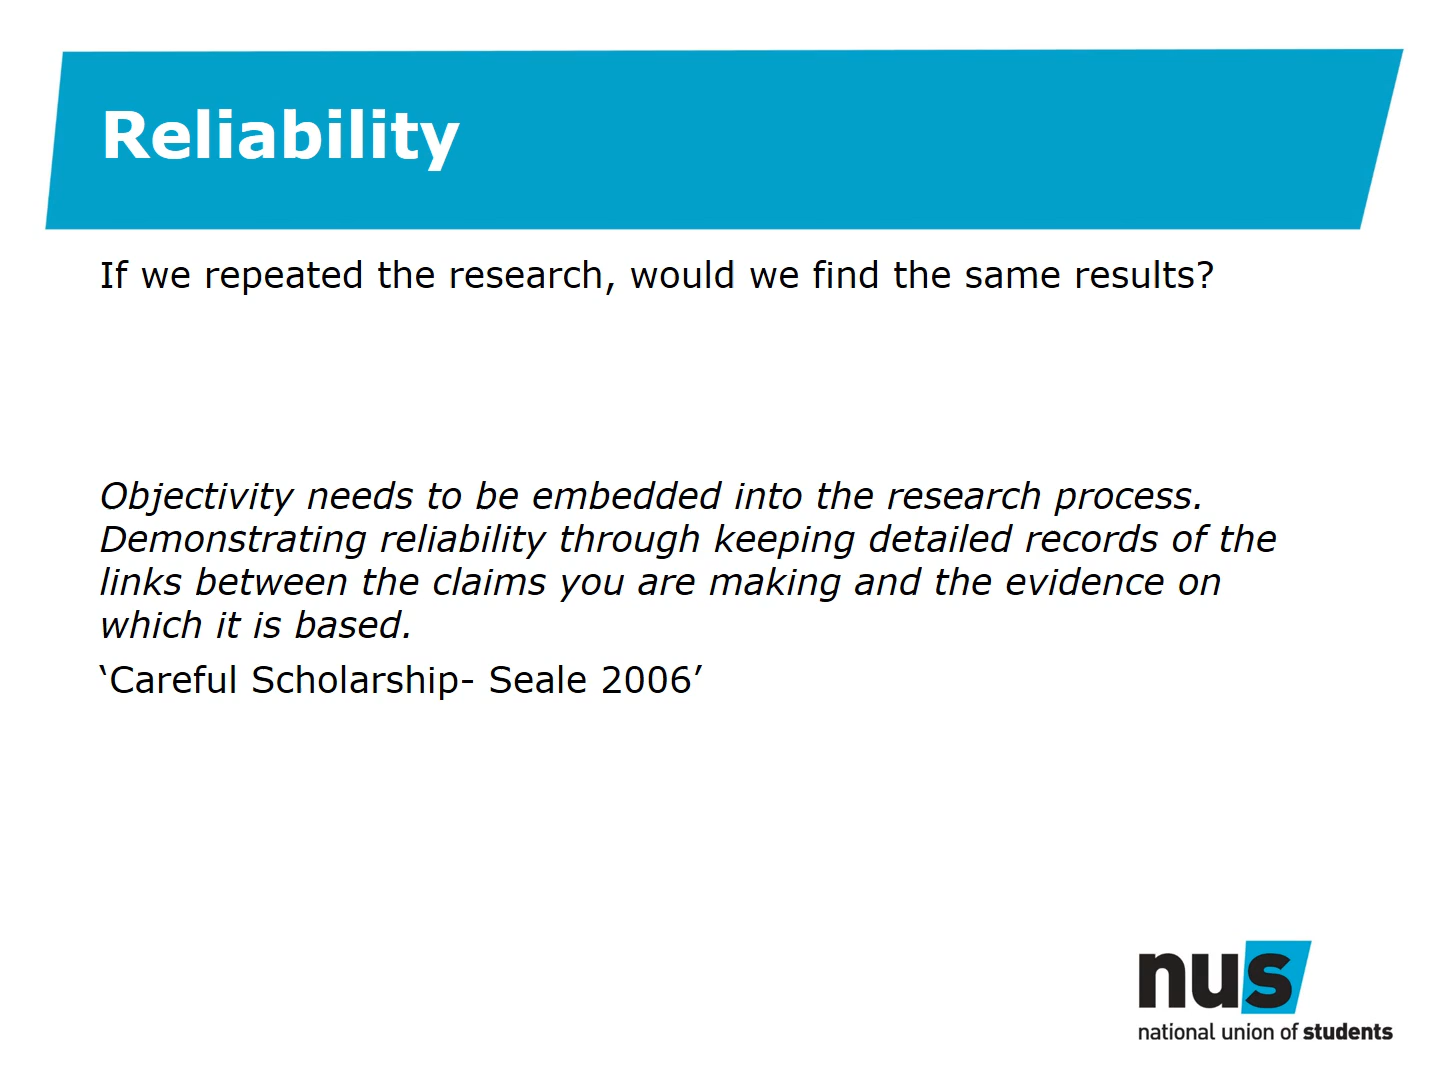 Reliability
If we repeated the research, would we find the same results?
Objectivity needs to be embedded into the research process.
Demonstrating reliability through keeping detailed records of the
links between the claims you are making and the evidence on
which it is based.
‘Careful Scholarship- Seale 2006’
nus
national union of students